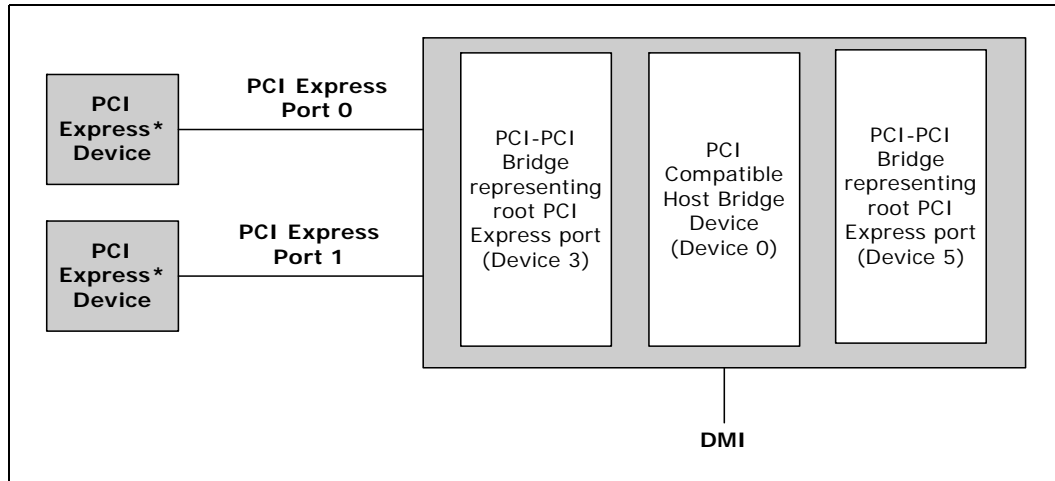 PCI
Express*
Device
PCI Express
Port 0
PCI
Express*
Device
PCI Express
Port 1
PCI-PCI
Bridge
representing
root PCI
Express port
(Device 3)
PCI
Compatible
Host Bridge
Device
(Device 0)
PCI-PCI
Bridge
representing
root PCI
Express port
(Device 5)
DMI